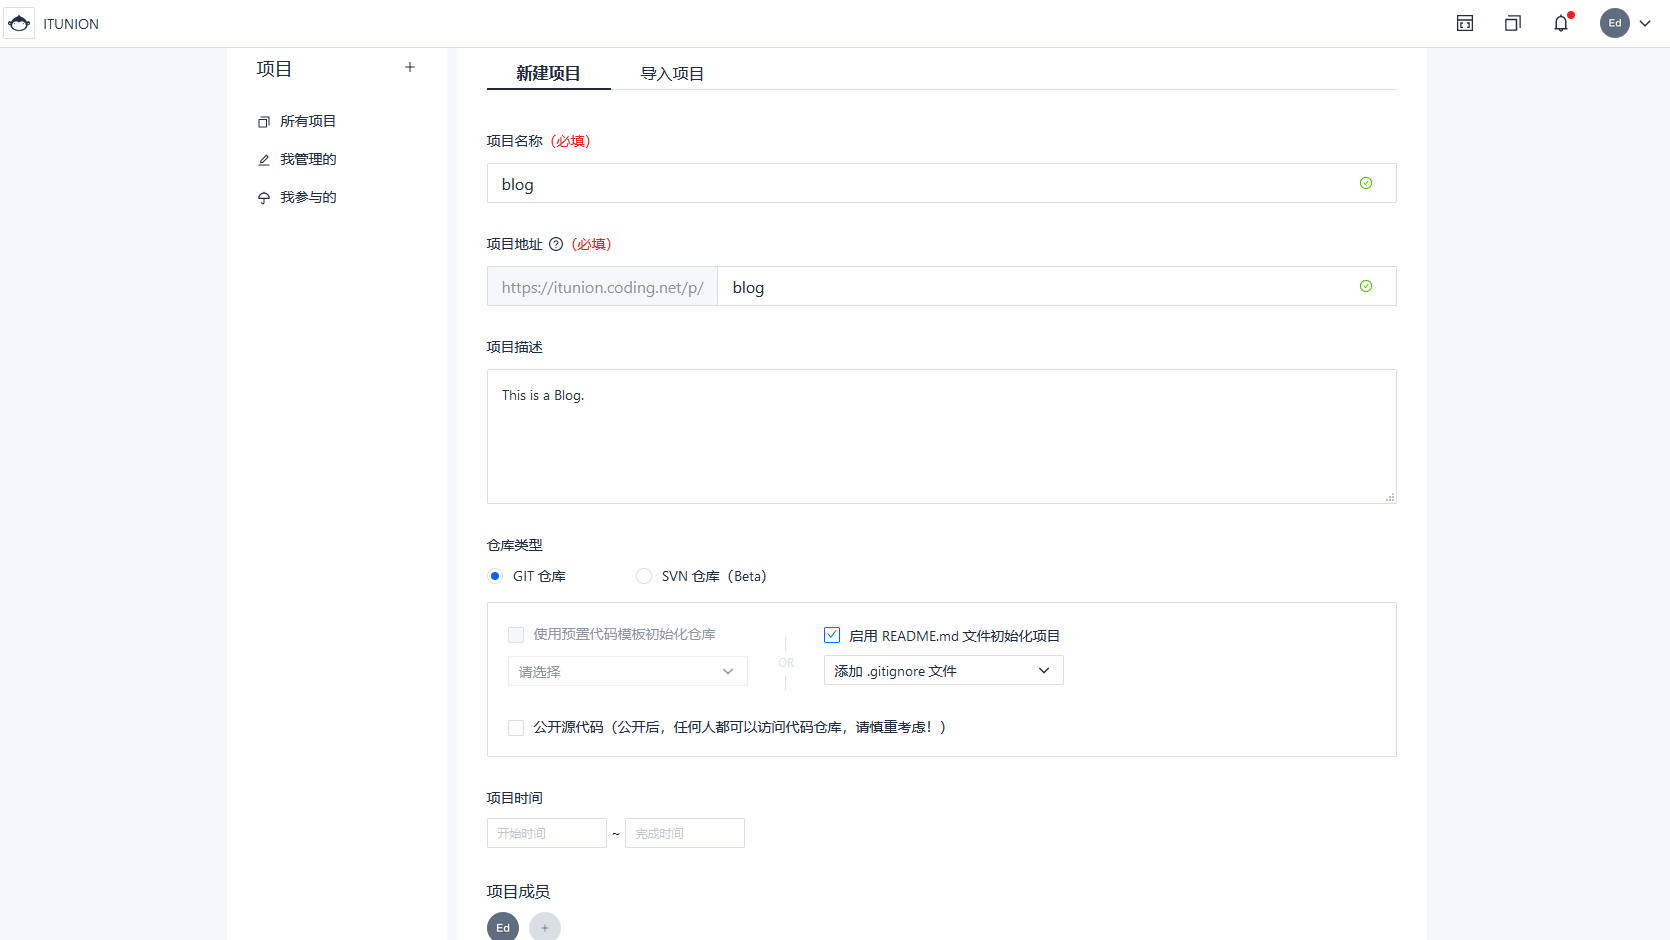 ITUNION
Ed
项目
+
所有项目
我管理的
我参与的
新建项目
导入项目
项目名称（必填）
blog
项目地址 ? （必填）
https://itunion.coding.net/p/ blog
项目描述
This is a Blog.
仓库类型
GIT 仓库
SVN 仓库（Beta）
使用预置代码模板初始化仓库
请选择
OR
启用 README.md 文件初始化项目
添加 .gitignore 文件
公开源代码（公开后，任何人都可以访问代码仓库，请慎重考虑！）
项目时间
开始时间 ~ 完成时间
项目成员
Ed +